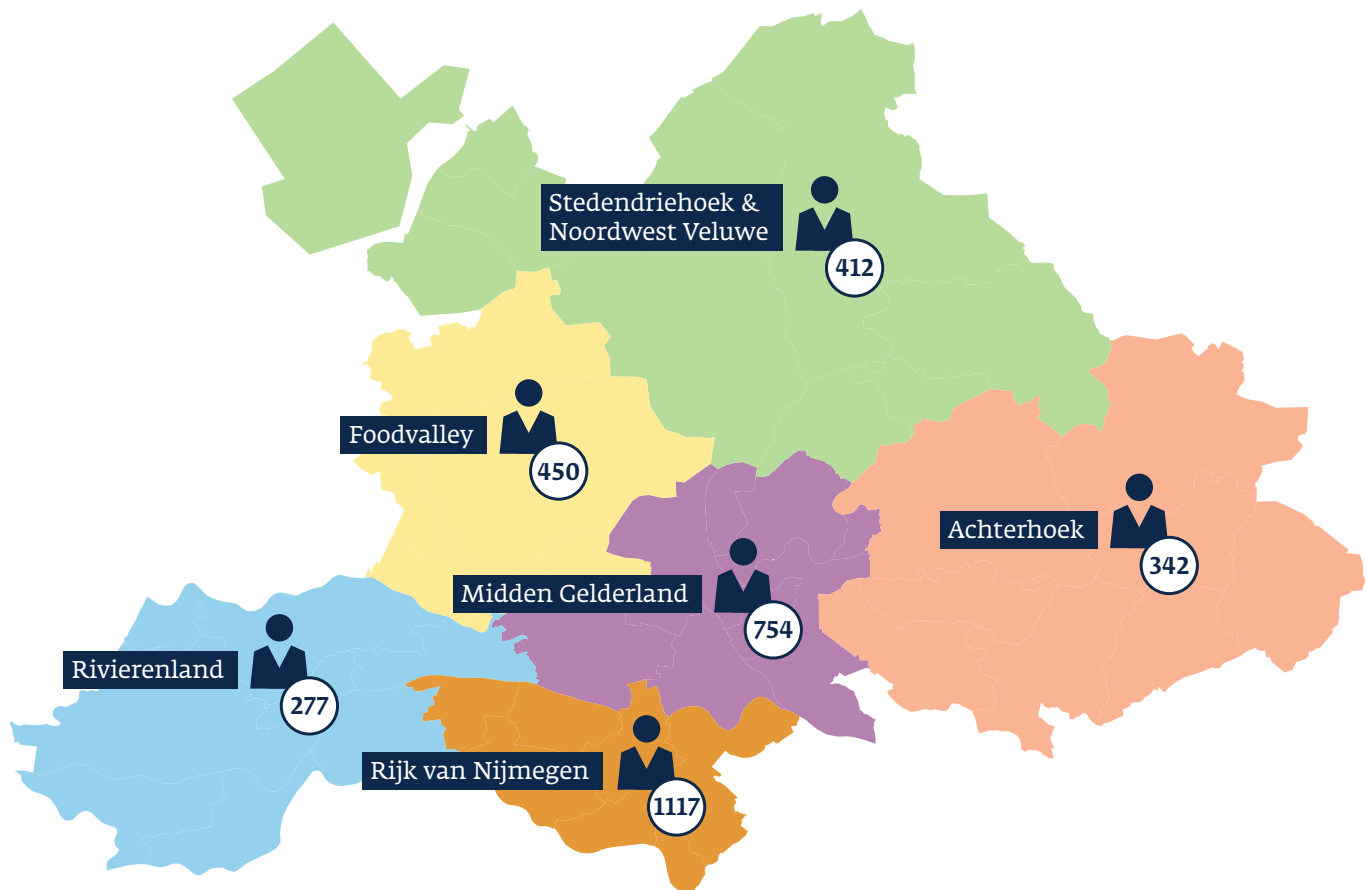 Stedendriehoek &
Noordwest Veluwe
412
Foodvalley
450
Achterhoek
342
Midden Gelderland
754
Rivierenland
277
Rijk van Nijmegen
1117